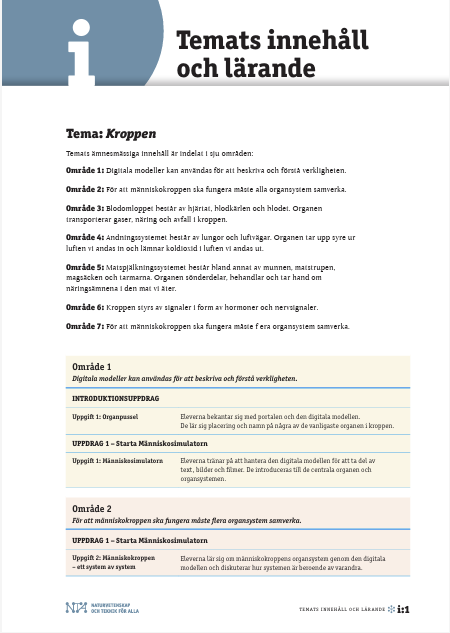 i
Temats innehåll
och lärande
Tema: Kroppen
Temats ämnesmässiga innehåll är indelat i sju områden:
Område 1: Digitala modeller kan användas för att beskriva och förstå verkligheten.
Område 2: För att människokroppen ska fungera måste alla organsystem samverka.
Område 3: Blodomloppet består av hjärtat, blodkärlen och blodet. Organen
transporterar gaser, näring och avfall i kroppen.
Område 4: Andningssystemet består av lungor och luftvägar. Organen tar upp syre ur
luften vi andas in och lämnar koldioxid i luften vi andas ut.
Område 5: Matspjälkningssystemet består bland annat av munnen, matstrupen,
magsäcken och tarmarna. Organen sönderdelar, behandlar och tar hand om
näringsämnena i den mat vi äter.
Område 6: Kroppen styrs av signaler i form av hormoner och nervsignaler.
Område 7: För att människokroppen ska fungera måste f era organsystem samverka.
Område 1
Digitala modeller kan användas för att beskriva och förstå verkligheten.
INTRODUKTIONSUPPDRAG
Uppgift 1: Organpussel Eleverna bekantar sig med portalen och den digitala modellen.
De lär sig placering och namn på några av de vanligaste organen i kroppen.
UPPDRAG 1 – Starta Människosimulatorn
Uppgift 1: Människosimulatorn Eleverna tränar på att hantera den digitala modellen för att ta del av
text, bilder och filmer. De introduceras till de centrala organen och
organsystemen.
Område 2
För att människokroppen ska fungera måste flera organsystem samverka.
UPPDRAG 1 – Starta Människosimulatorn
Uppgift 2: Människokroppen Eleverna lär sig om människokroppens organsystem genom den digitala
– ett system av system modellen och diskuterar hur systemen är beroende av varandra.
NTA NATURVETENSKAP
OCH TEKNIK FÖR ALLA
TEMATS INNEHÅLL OCH LÄRANDE i:1